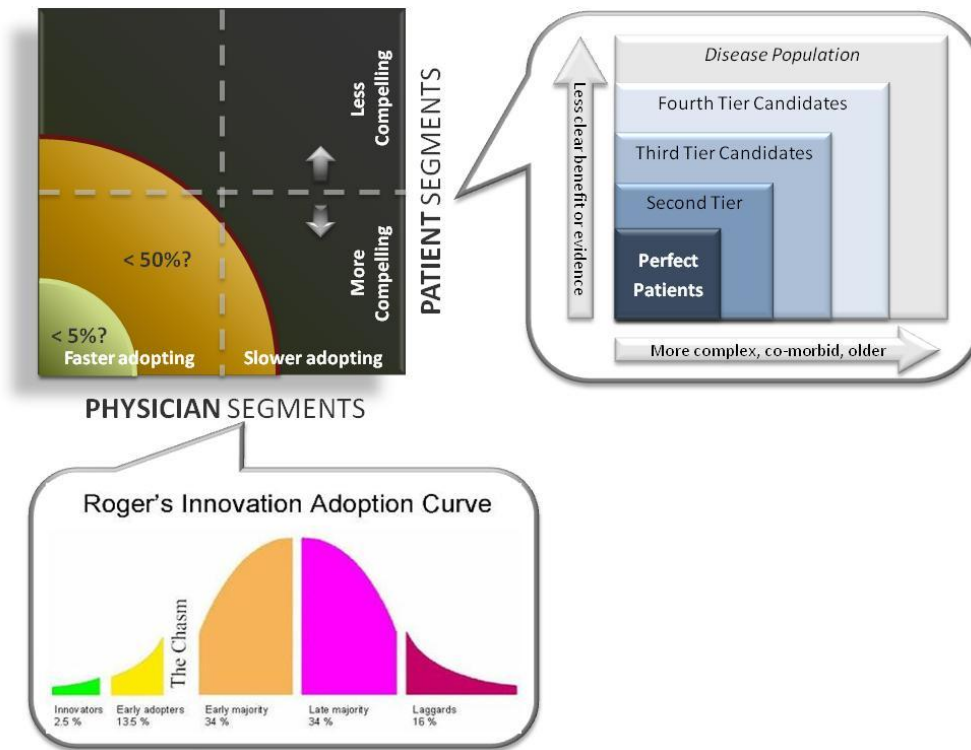 Less
Compelling
More
Compelling
PATIENT SEGMENTS
< 50%?
< 5%?
Faster adopting
Slower adopting
PHYSICIAN SEGMENTS
Less clear benefit or evidence
Disease Population
Fourth Tier Candidates
Third Tier Candidates
Second Tier
Perfect
Patients
More complex, co-morbid, older
Roger's Innovation Adoption Curve
The Chasm
Innovators
2.5 %
Early adopters
13.5 %
Early majority
34 %
Late majority
34 %
Laggards
16 %